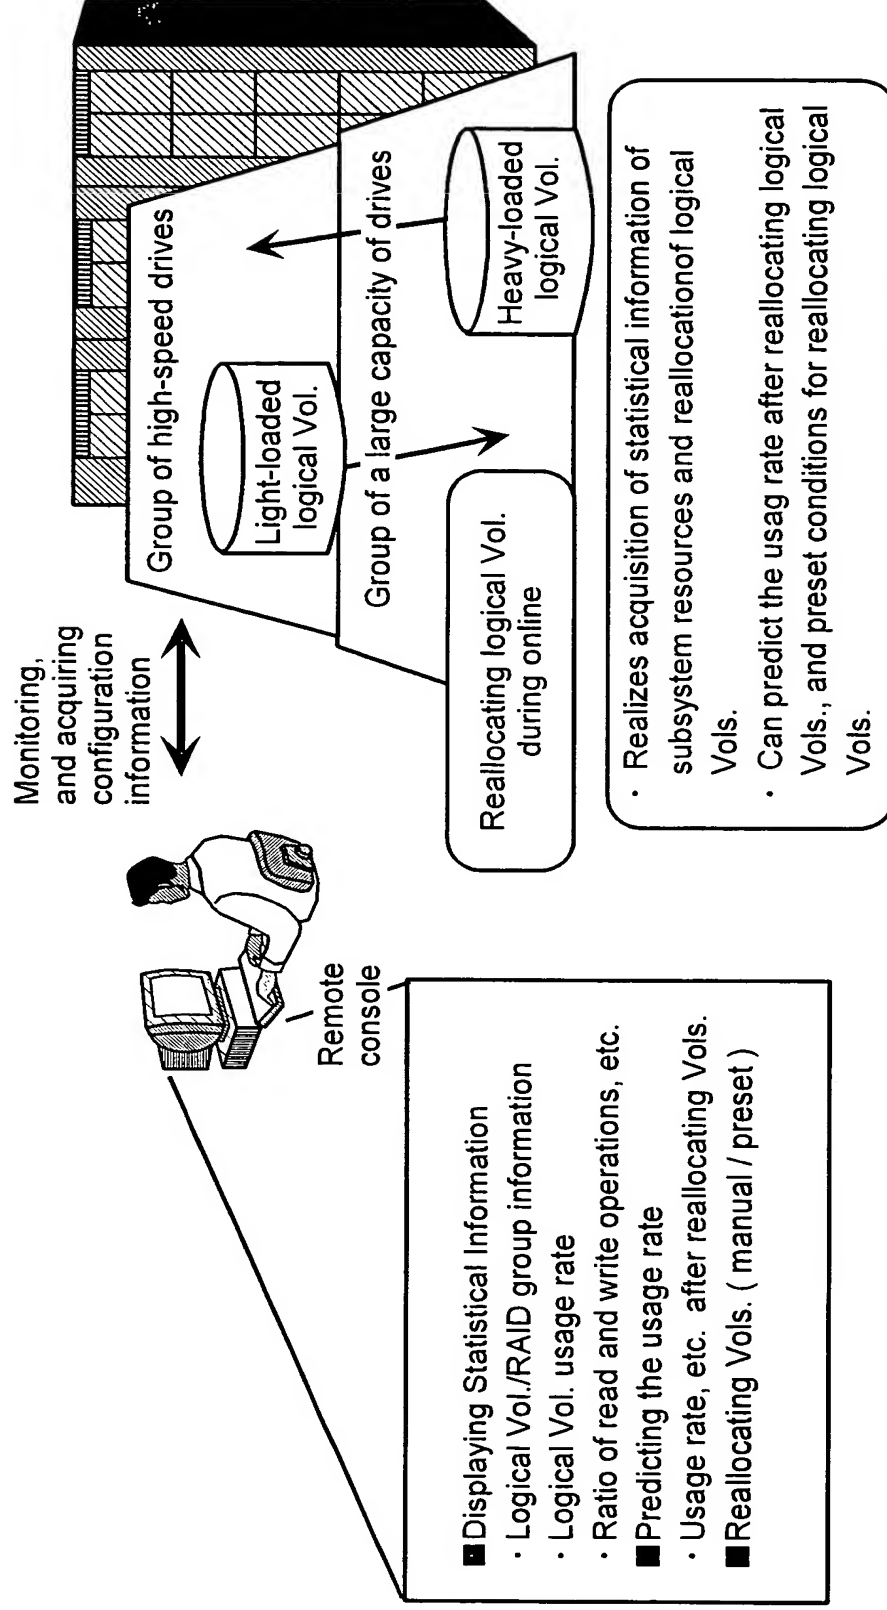 Monitoring,
and acquiring
configuration
information
Group of high-speed drives
Light-loaded
logical Vol.
Group of a large capacity of drives
Heavy-loaded
logical Vol.
Reallocating logical Vol.
during online
Remote
console
■ Displaying Statistical Information
・ Logical Vol./RAID group information
・ Logical Vol. usage rate
・ Ratio of read and write operations, etc.
■ Predicting the usage rate
・ Usage rate, etc. after reallocating Vols.
■ Reallocating Vols. ( manual / preset )
・ Realizes acquisition of statistical information of
subsystem resources and reallocationof logical
Vols.
・ Can predict the usag rate after reallocating logical
Vols., and preset conditions for reallocating logical
Vols.